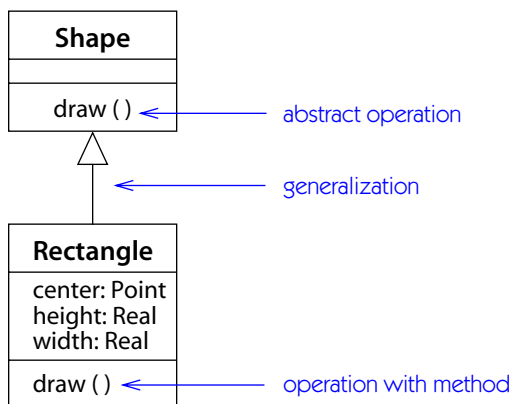 Shape
draw ( )
abstract operation
generalization
Rectangle
center: Point
height: Real
width: Real
draw ( )
operation with method